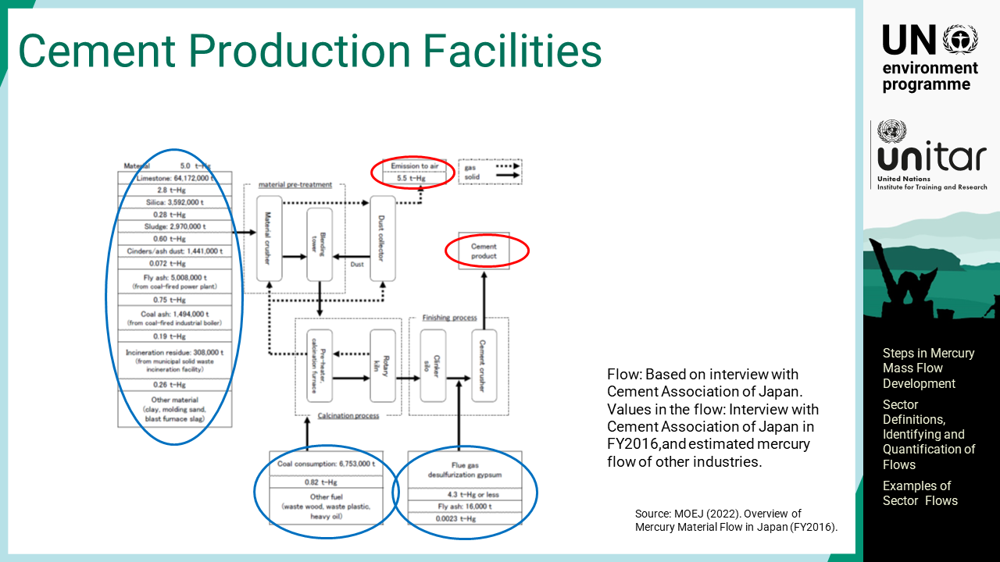 Cement Production Facilities
UN
environment
programme
unitar
United Nations
Institute for Training and Research
Material 5.0 t-Hg
Limestone: 64,172,000 t
2.8 t-Hg
Silica: 3,592,000 t
0.28 t-Hg
Sludge: 2,970,000 t
0.60 t-Hg
Cinders/ash dust: 1,441,000 t
0.072 t-Hg
Fly ash: 5,008,000 t
(from coal-fired power plant)
0.75 t-Hg
Coal ash: 1,494,000 t
(from coal-fired industrial boiler)
0.19 t-Hg
Incineration residue: 308,000 t
(from municipal solid waste
incineration facility)
0.26 t-Hg
Other material
(clay, molding sand,
blast furnace slag)
material pre-treatment
Material crusher
Blending
tower
Dust collector
Dust
Emission to air
5.5 t-Hg
gas
solid
Cement
product
Pre-heater,
calcination furnace
Rotary
kiln
Calcination process
Finishing process
Clinker
silo
Cement crusher
Coal consumption: 6,753,000 t
0.82 t-Hg
Other fuel
(waste wood, waste plastic,
heavy oil)
Flue gas
desulfurization gypsum
4.3 t-Hg or less
Fly ash: 16,000 t
0.0023 t-Hg
Flow: Based on interview with
Cement Association of Japan.
Values in the flow: Interview with
Cement Association of Japan in
FY2016,and estimated mercury
flow of other industries.
Source: MOEJ (2022). Overview of
Mercury Material Flow in Japan (FY2016).
Steps in Mercury
Mass Flow
Development
Sector
Definitions,
Identifying and
Quantification of
Flows
Examples of
Sector Flows